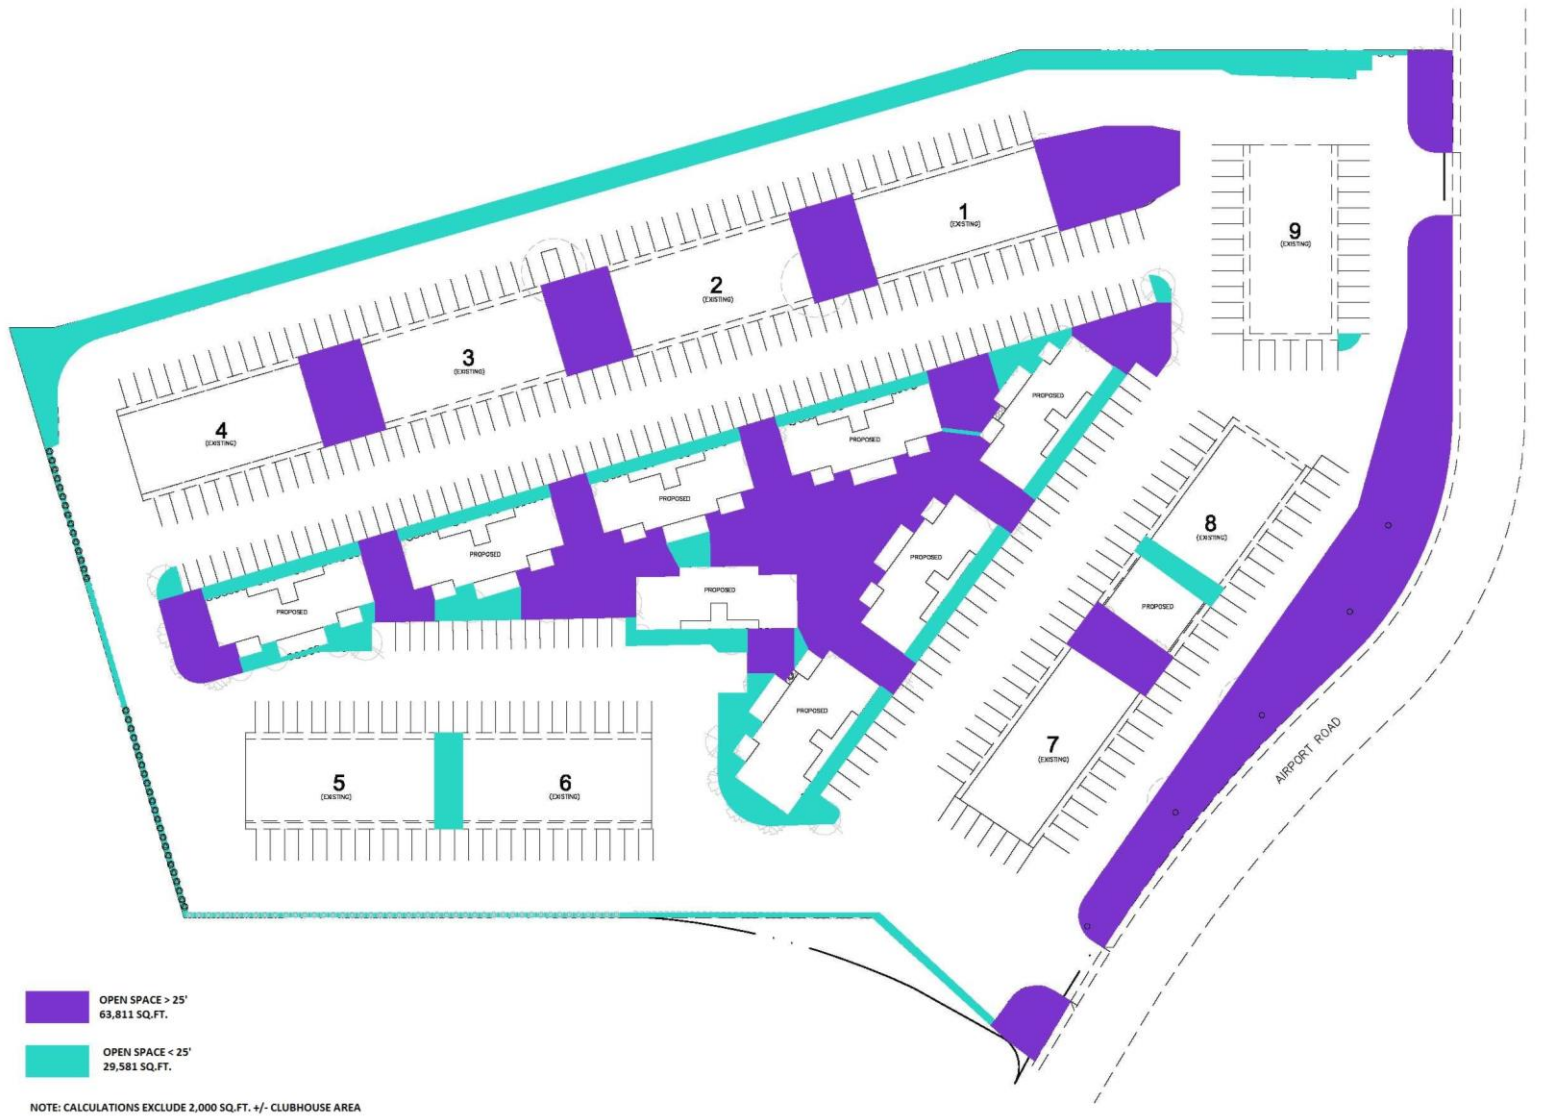 1
(EXISTING)
9
(EXISTING)
2
(EXISTING)
3
(EXISTING)
4
(EXISTING)
PROPOSED
PROPOSED
PROPOSED
PROPOSED
PROPOSED
8
(EXISTING)
PROPOSED
PROPOSED
PROPOSED
PROPOSED
7
(EXISTING)
5
(EXISTING)
6
(EXISTING)
AIRPORT ROAD
OPEN SPACE > 25'
63,811 SQ.FT.
OPEN SPACE < 25'
29,581 SQ.FT.
NOTE: CALCULATIONS EXCLUDE 2,000 SQ.FT. +/- CLUBHOUSE AREA